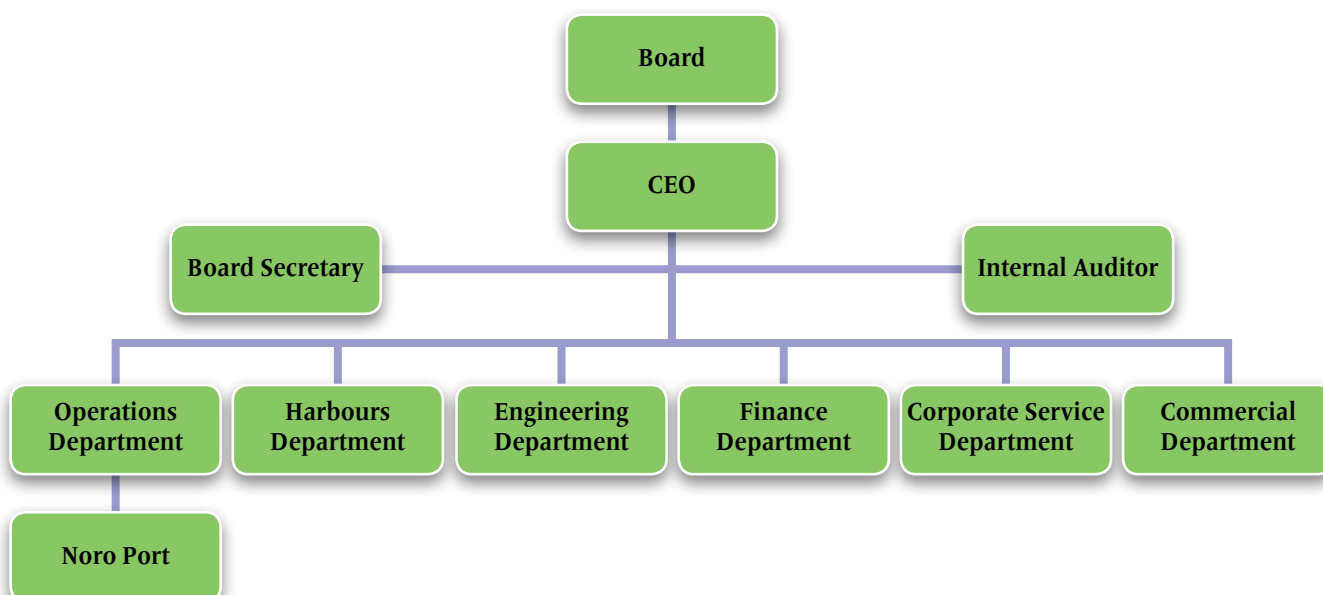 Board
CEO
Board Secretary
Internal Auditor
Operations
Department
Harbours
Department
Engineering
Department
Finance
Department
Corporate Service
Department
Commercial
Department
Noro Port